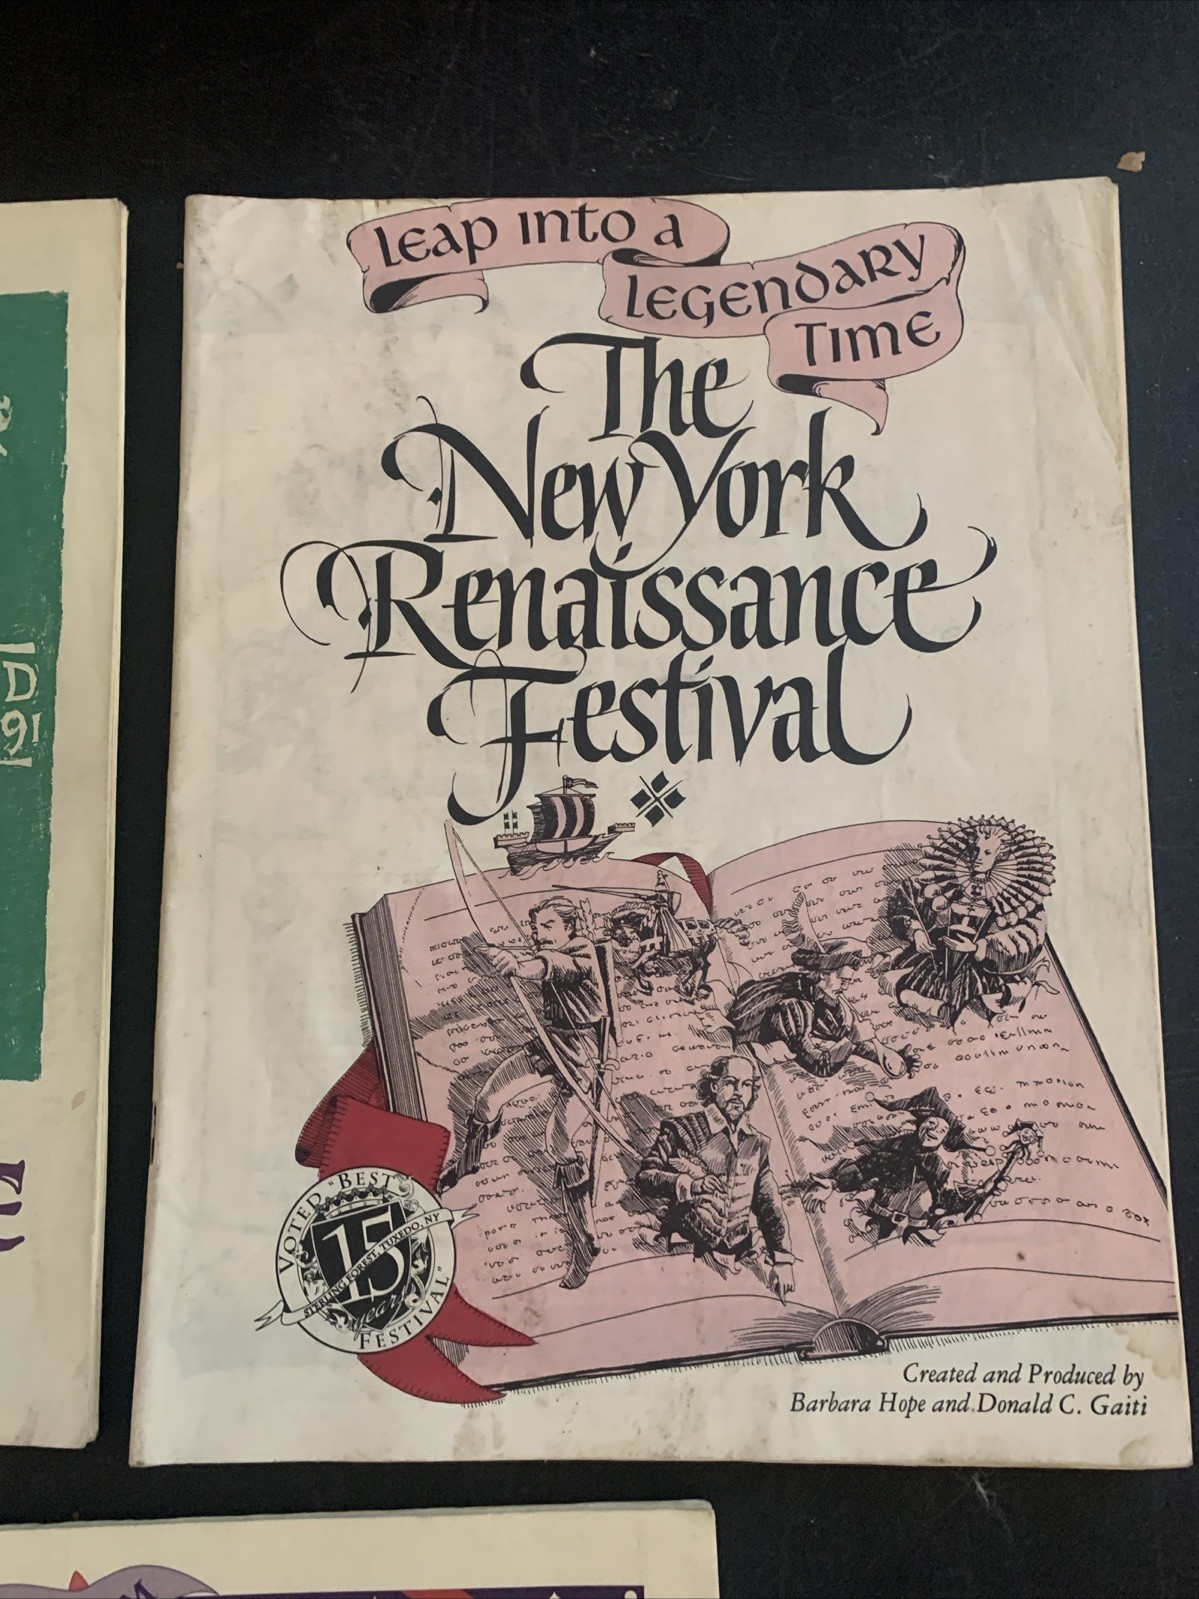 Leap into a
Legendary
Time
The
New York
Renaissance
Festival
VOTED "BEST
15
STERLING FOREST, TUXEDO, NY
years
FESTIVAL"
Created and Produced by
Barbara Hope and Donald C. Gaiti
D
91